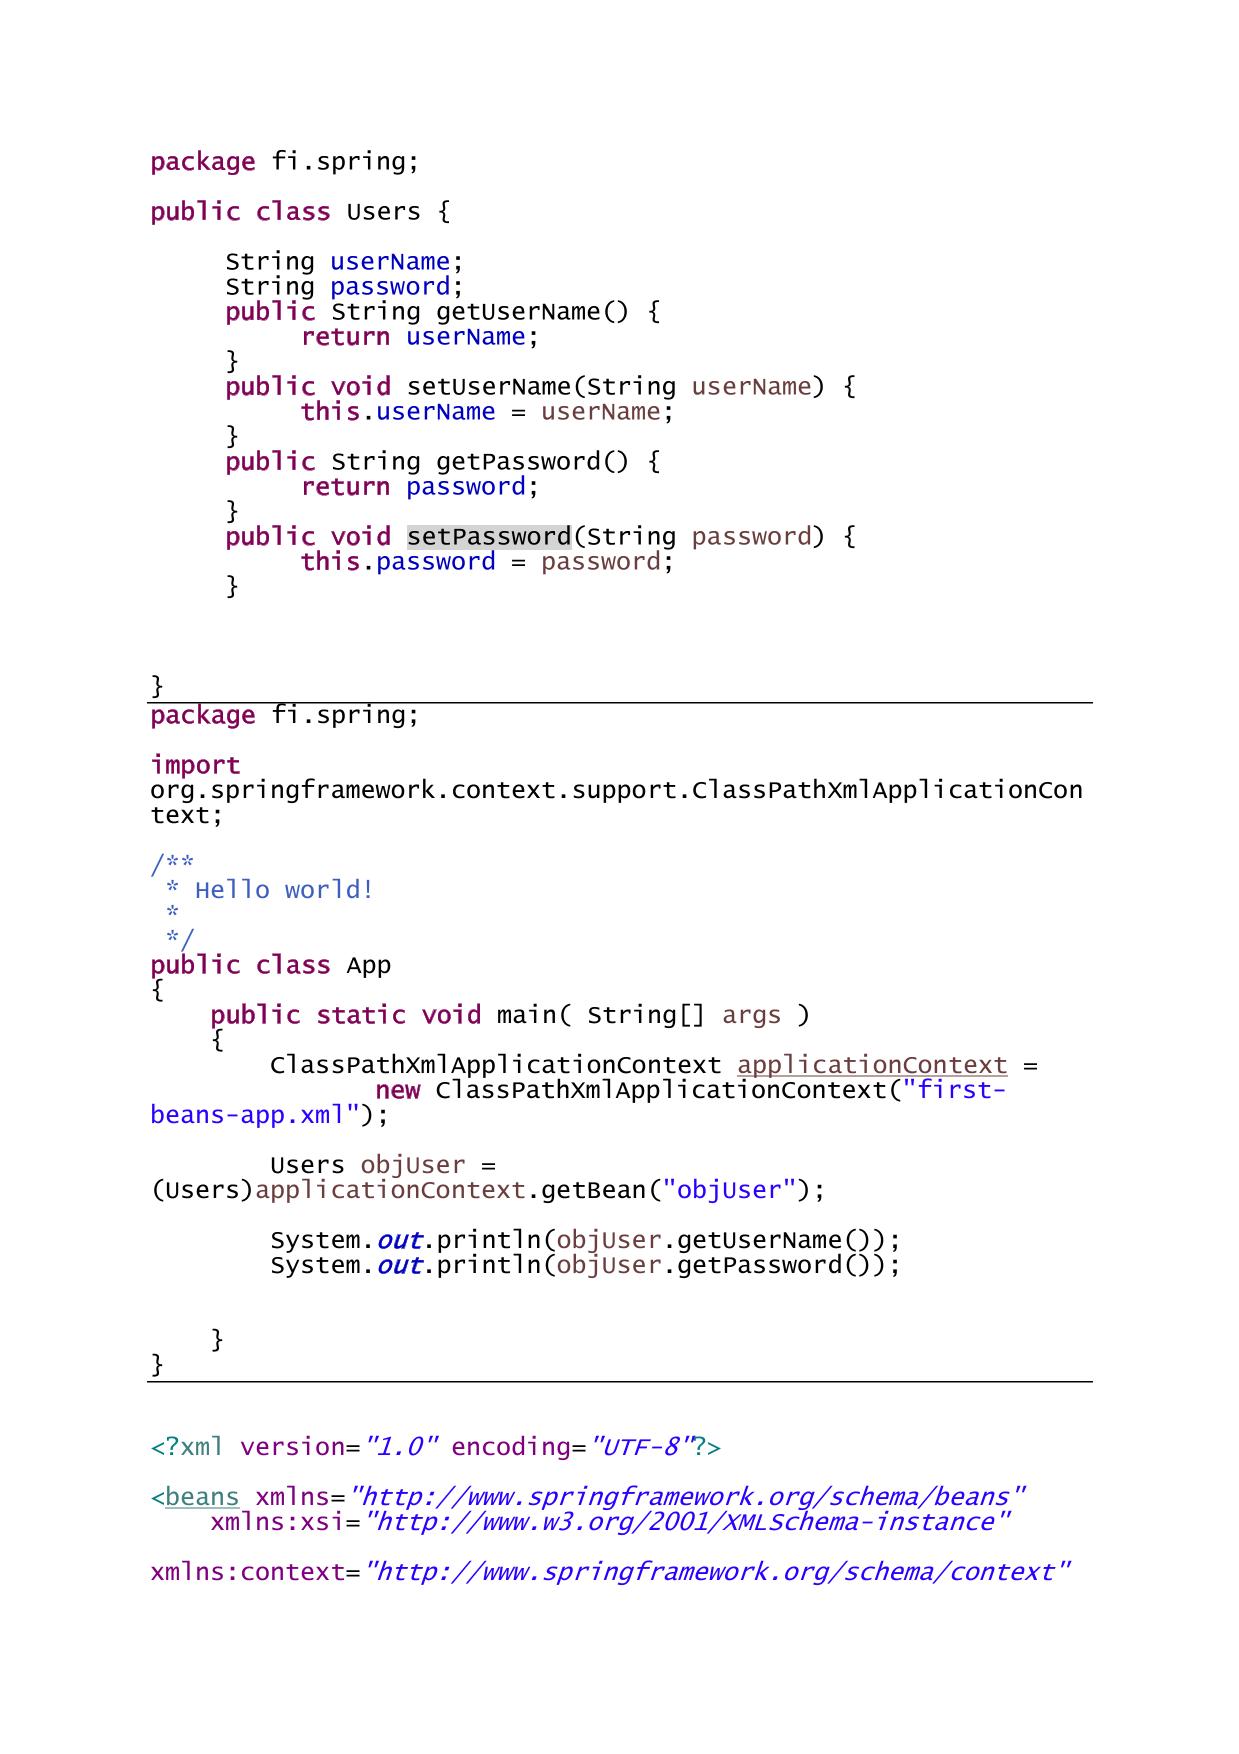 package fi.spring;
public class Users {
String userName;
String password;
public String getUserName() {
return userName;
}
public void setUserName(String userName) {
this.userName = userName;
}
public String getPassword() {
return password;
}
public void setPassword(String password) {
this.password = password;
}
}
package fi.spring;
import
org.springframework.context.support.ClassPathXmlApplicationCon
text;
/**
* Hello world!
*
*/
public class App
{
public static void main( String[] args )
{
ClassPathXmlApplicationContext applicationContext =
new ClassPathXmlApplicationContext("first-
beans-app.xml");
Users objUser =
(Users)applicationContext.getBean("objUser");
System.out.println(objUser.getUserName());
System.out.println(objUser.getPassword());
}
}
<?xml version="1.0" encoding="UTF-8"?>
<beans xmlns="http://www.springframework.org/schema/beans"
xmlns:xsi="http://www.w3.org/2001/XMLSchema-instance"
xmlns:context="http://www.springframework.org/schema/context"